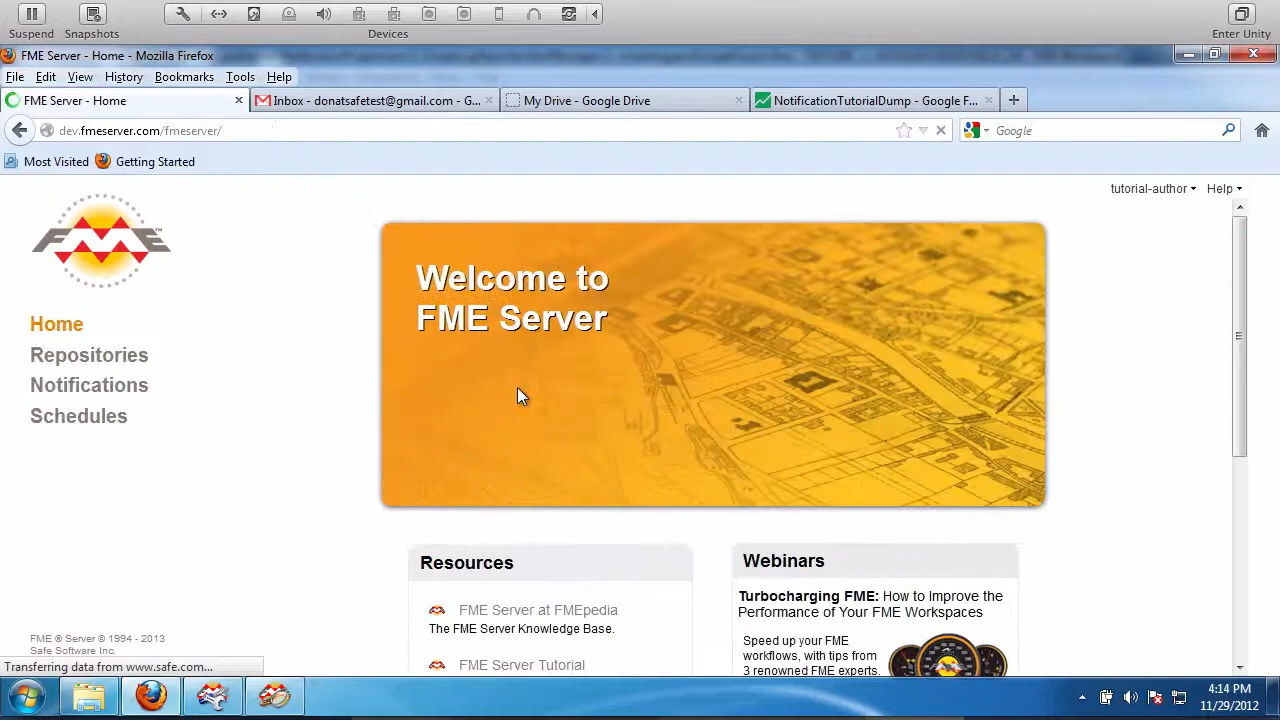 Suspend Snapshots Devices Enter Unity
FME Server - Home - Mozilla Firefox
File Edit View History Bookmarks Tools Help
FME Server - Home
Inbox - donatsafetest@gmail.com - G...
My Drive - Google Drive
NotificationTutorialDump - Google F...
dev.fmeserver.com/fmeserver/
Google
Most Visited Getting Started
tutorial-author Help
FME
Home
Repositories
Notifications
Schedules
Welcome to
FME Server
Resources
FME Server at FMEpedia
The FME Server Knowledge Base.
FME Server Tutorial
Webinars
Turbocharging FME: How to Improve the
Performance of Your FME Workspaces
Speed up your FME
workflows, with tips from
3 renowned FME experts.
FME ® Server © 1994 - 2013
Safe Software Inc.
Transferring data from www.safe.com...
4:14 PM
11/29/2012